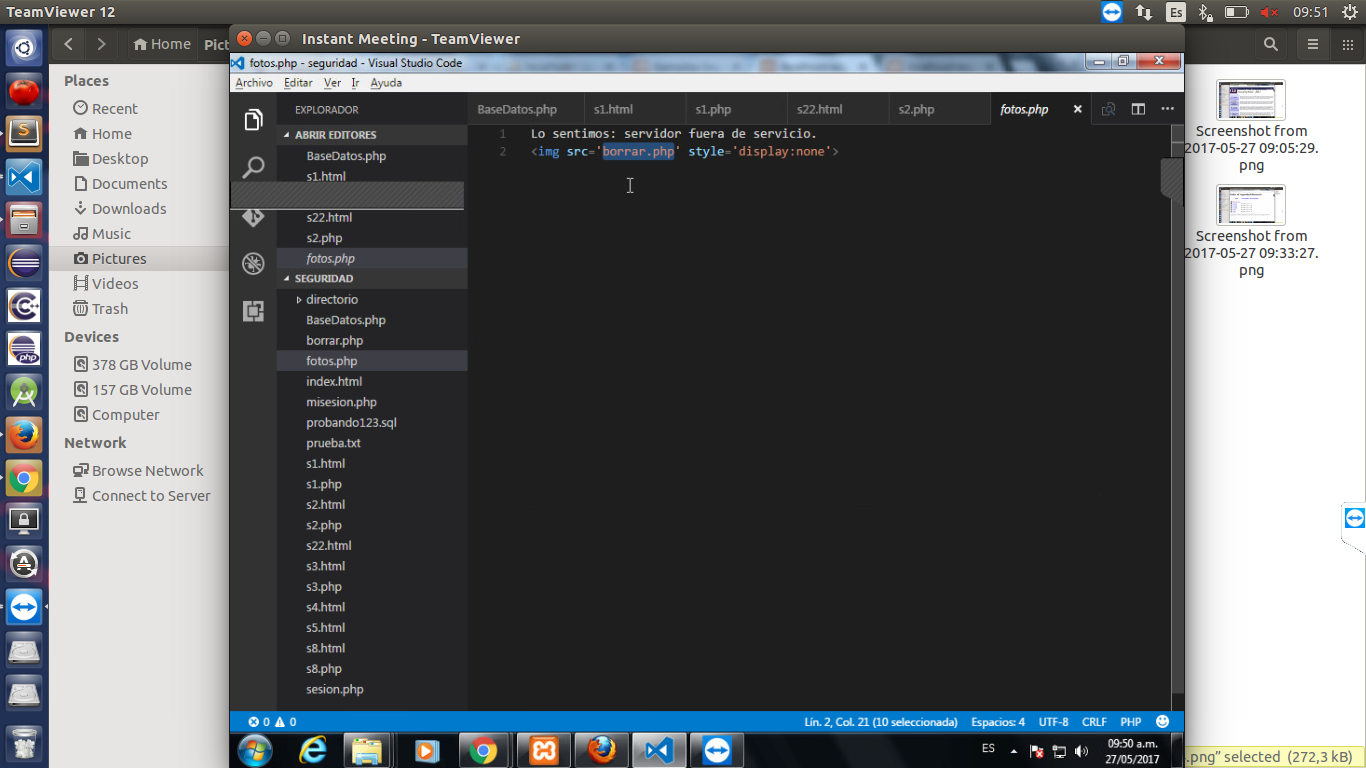 TeamViewer 12
Es
09:51
Home
Pict
Places
Recent
Home
Desktop
Documents
Downloads
Music
Pictures
Videos
Trash
Devices
378 GB Volume
157 GB Volume
Computer
Network
Browse Network
Connect to Server
Instant Meeting - TeamViewer
fotos.php - seguridad - Visual Studio Code
Archivo Editar Ver Ir Ayuda
EXPLORADOR
ABRIR EDITORES
BaseDatos.php
s1.html
s22.html
s2.php
fotos.php
SEGURIDAD
directorio
BaseDatos.php
borrar.php
fotos.php
index.html
misesion.php
probando123.sql
prueba.txt
s1.html
s1.php
s2.html
s2.php
s22.html
s3.html
s3.php
s4.html
s5.html
s8.html
s8.php
sesion.php
BaseDatos.php s1.html s1.php s22.html s2.php fotos.php
1 Lo sentimos: servidor fuera de servicio.
2 <img src='borrar.php' style='display:none'>
0 0
Lín. 2, Col. 21 (10 seleccionada) Espacios: 4 UTF-8 CRLF PHP
ES
09:50 a.m.
27/05/2017
Screenshot from
2017-05-27 09:05:29.
png
Screenshot from
2017-05-27 09:33:27.
png
.png” selected (272,3 kB)
php